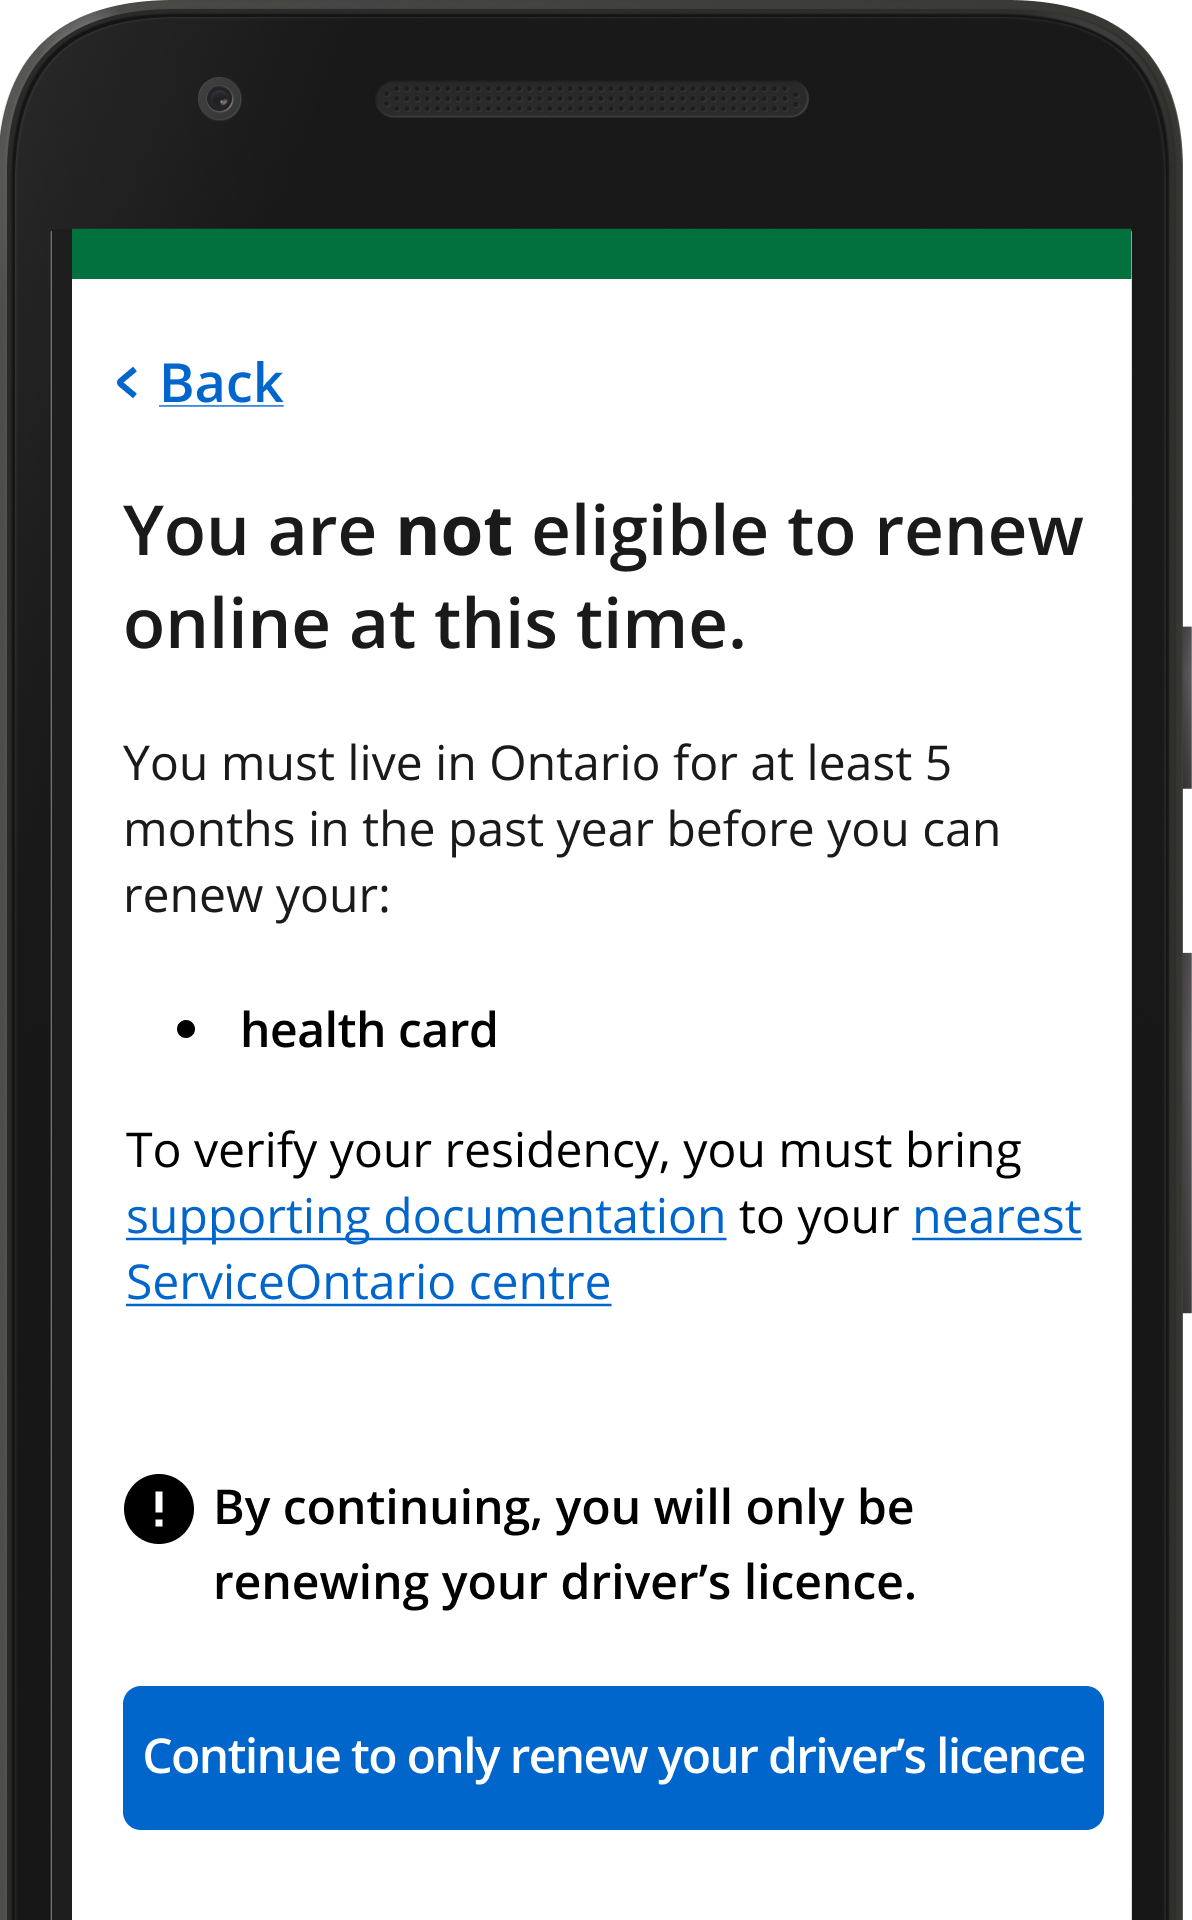 < Back
You are not eligible to renew
online at this time.
You must live in Ontario for at least 5
months in the past year before you can
renew your:
• health card
To verify your residency, you must bring
supporting documentation to your nearest
ServiceOntario centre
! By continuing, you will only be
renewing your driver’s licence.
Continue to only renew your driver’s licence